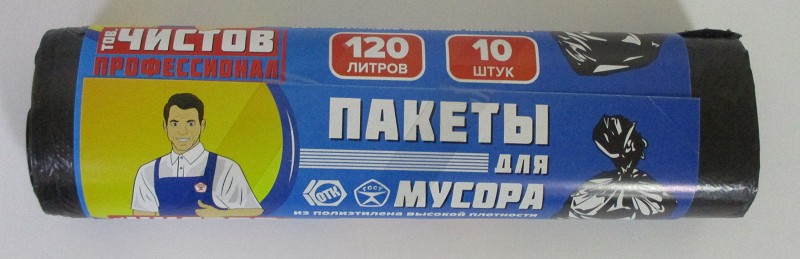 ТОВ. ЧИСТОВ
ПРОФЕССИОНАЛ
120
ЛИТРОВ
10
ШТУК
ПАКЕТЫ
ДЛЯ
МУСОРА
ОТК
ГОСТ
ИЗ ПОЛИЭТИЛЕНА ВЫСОКОЙ ПЛОТНОСТИ